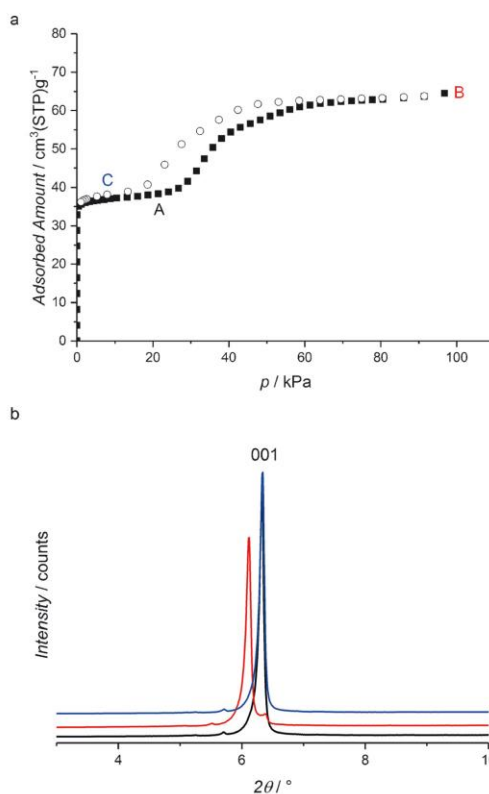 a
80
70
60
50
40
30
20
10
0
Adsorbed Amount / cm³(STP)g⁻¹
C
A
B
0 20 40 60 80 100
p / kPa
b
001
Intensity / counts
4 6 8 10
2θ / °